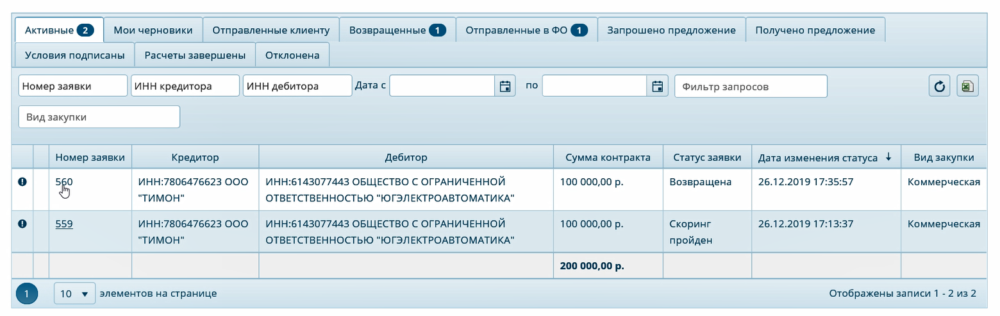 Активные 2 Мои черновики Отправленные клиенту Возвращенные 1 Отправленные в ФО 1 Запрошено предложение Получено предложение
Условия подписаны Расчеты завершены Отклонена
Номер заявки ИНН кредитора ИНН дебитора Дата с по Фильтр запросов
Вид закупки
Номер заявки Кредитор Дебитор Сумма контракта Статус заявки Дата изменения статуса Вид закупки
560 ИНН:7806476623 ООО ИНН:6143077443 ОБЩЕСТВО С ОГРАНИЧЕННОЙ 100 000,00 р. Возвращена 26.12.2019 17:35:57 Коммерческая
"ТИМОН" ОТВЕТСТВЕННОСТЬЮ "ЮГЭЛЕКТРОАВТОМАТИКА"
559 ИНН:7806476623 ООО ИНН:6143077443 ОБЩЕСТВО С ОГРАНИЧЕННОЙ 100 000,00 р. Скоринг 26.12.2019 17:13:37 Коммерческая
"ТИМОН" ОТВЕТСТВЕННОСТЬЮ "ЮГЭЛЕКТРОАВТОМАТИКА" пройден
200 000,00 р.
1 10 элементов на странице Отображены записи 1 - 2 из 2